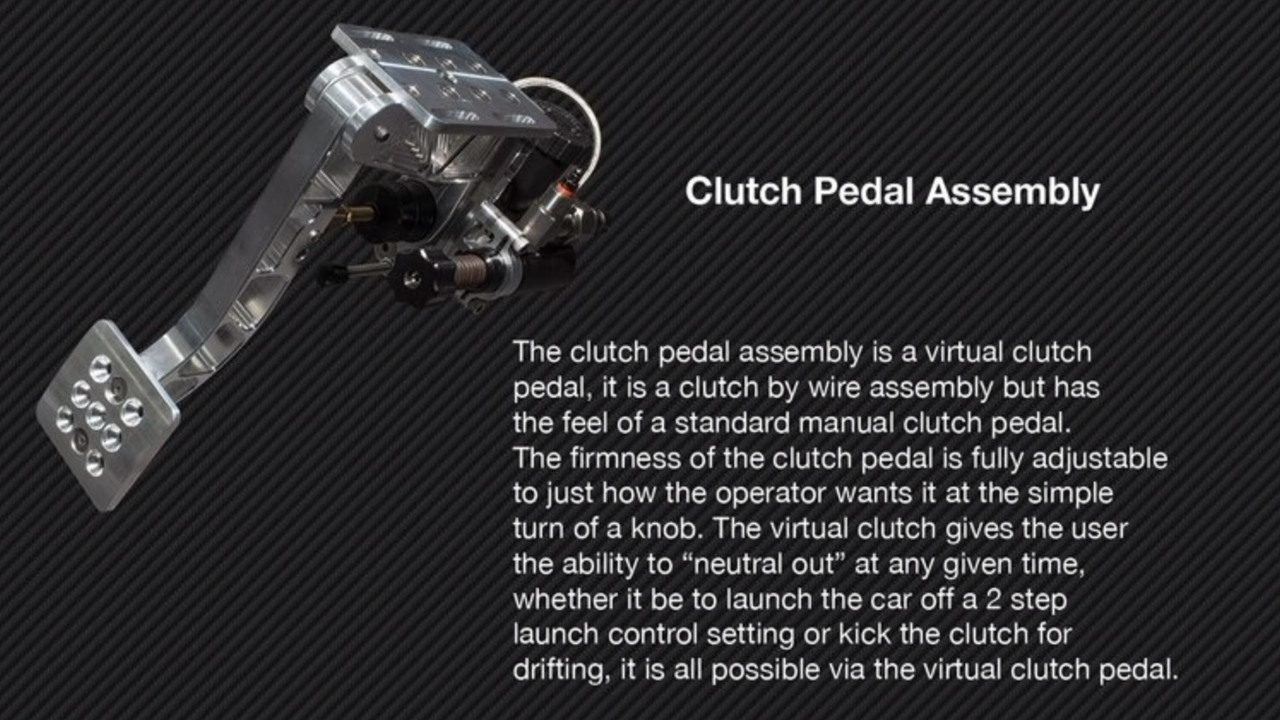 Clutch Pedal Assembly
The clutch pedal assembly is a virtual clutch
pedal, it is a clutch by wire assembly but has
the feel of a standard manual clutch pedal.
The firmness of the clutch pedal is fully adjustable
to just how the operator wants it at the simple
turn of a knob. The virtual clutch gives the user
the ability to “neutral out” at any given time,
whether it be to launch the car off a 2 step
launch control setting or kick the clutch for
drifting, it is all possible via the virtual clutch pedal.